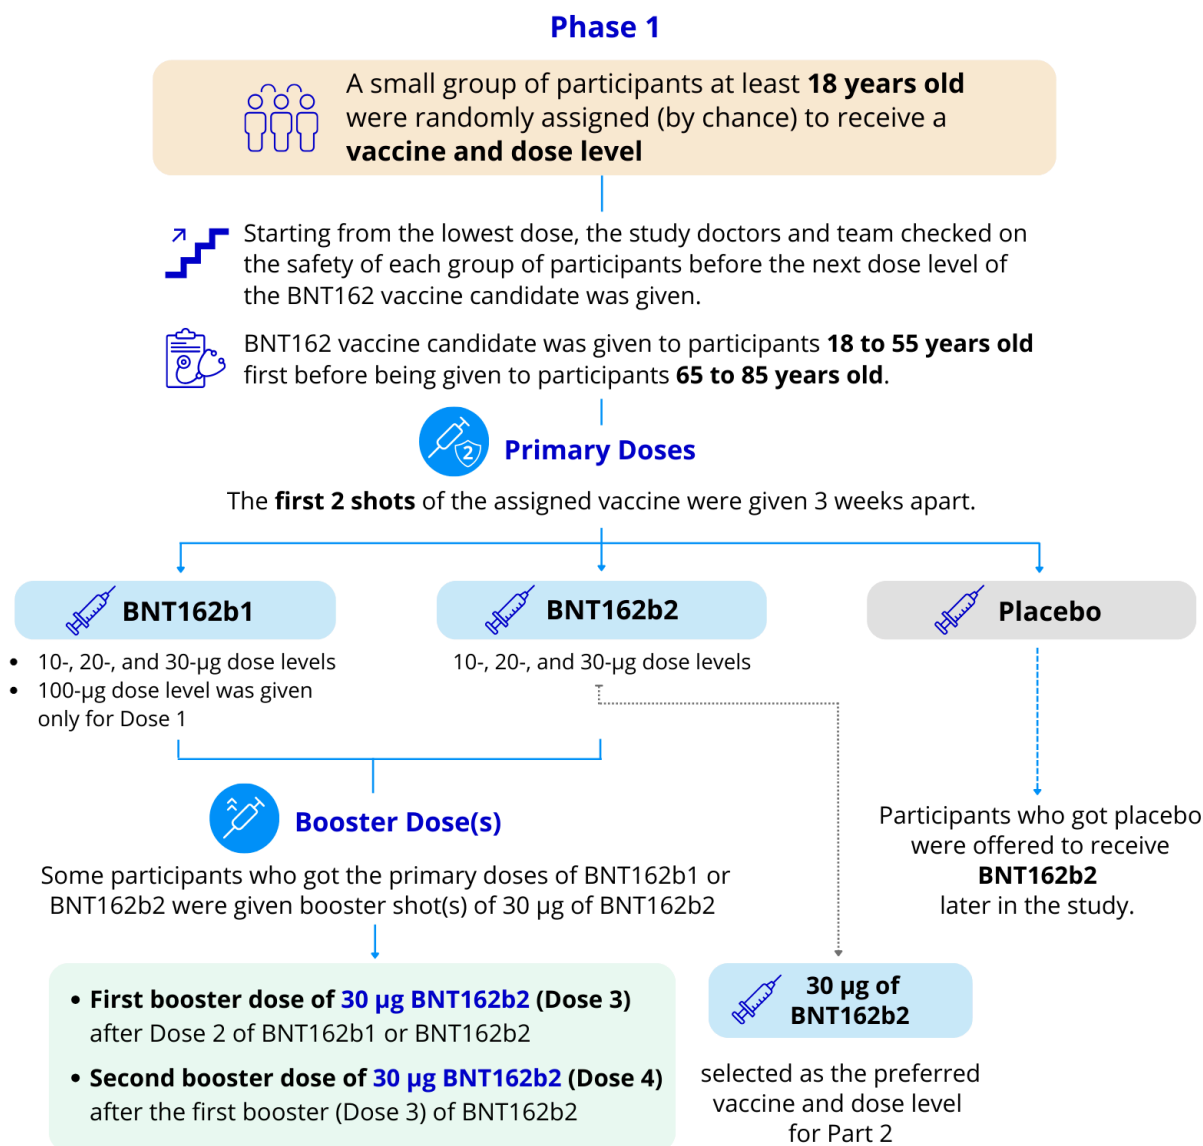 Phase 1
A small group of participants at least 18 years old
were randomly assigned (by chance) to receive a
vaccine and dose level
Starting from the lowest dose, the study doctors and team checked on
the safety of each group of participants before the next dose level of
the BNT162 vaccine candidate was given.
BNT162 vaccine candidate was given to participants 18 to 55 years old
first before being given to participants 65 to 85 years old.
2
Primary Doses
The first 2 shots of the assigned vaccine were given 3 weeks apart.
BNT162b1
• 10-, 20-, and 30-µg dose levels
• 100-µg dose level was given
only for Dose 1
BNT162b2
10-, 20-, and 30-µg dose levels
Placebo
Participants who got placebo
were offered to receive
BNT162b2
later in the study.
Booster Dose(s)
Some participants who got the primary doses of BNT162b1 or
BNT162b2 were given booster shot(s) of 30 µg of BNT162b2
• First booster dose of 30 µg BNT162b2 (Dose 3)
after Dose 2 of BNT162b1 or BNT162b2
• Second booster dose of 30 µg BNT162b2 (Dose 4)
after the first booster (Dose 3) of BNT162b2
30 µg of
BNT162b2
selected as the preferred
vaccine and dose level
for Part 2